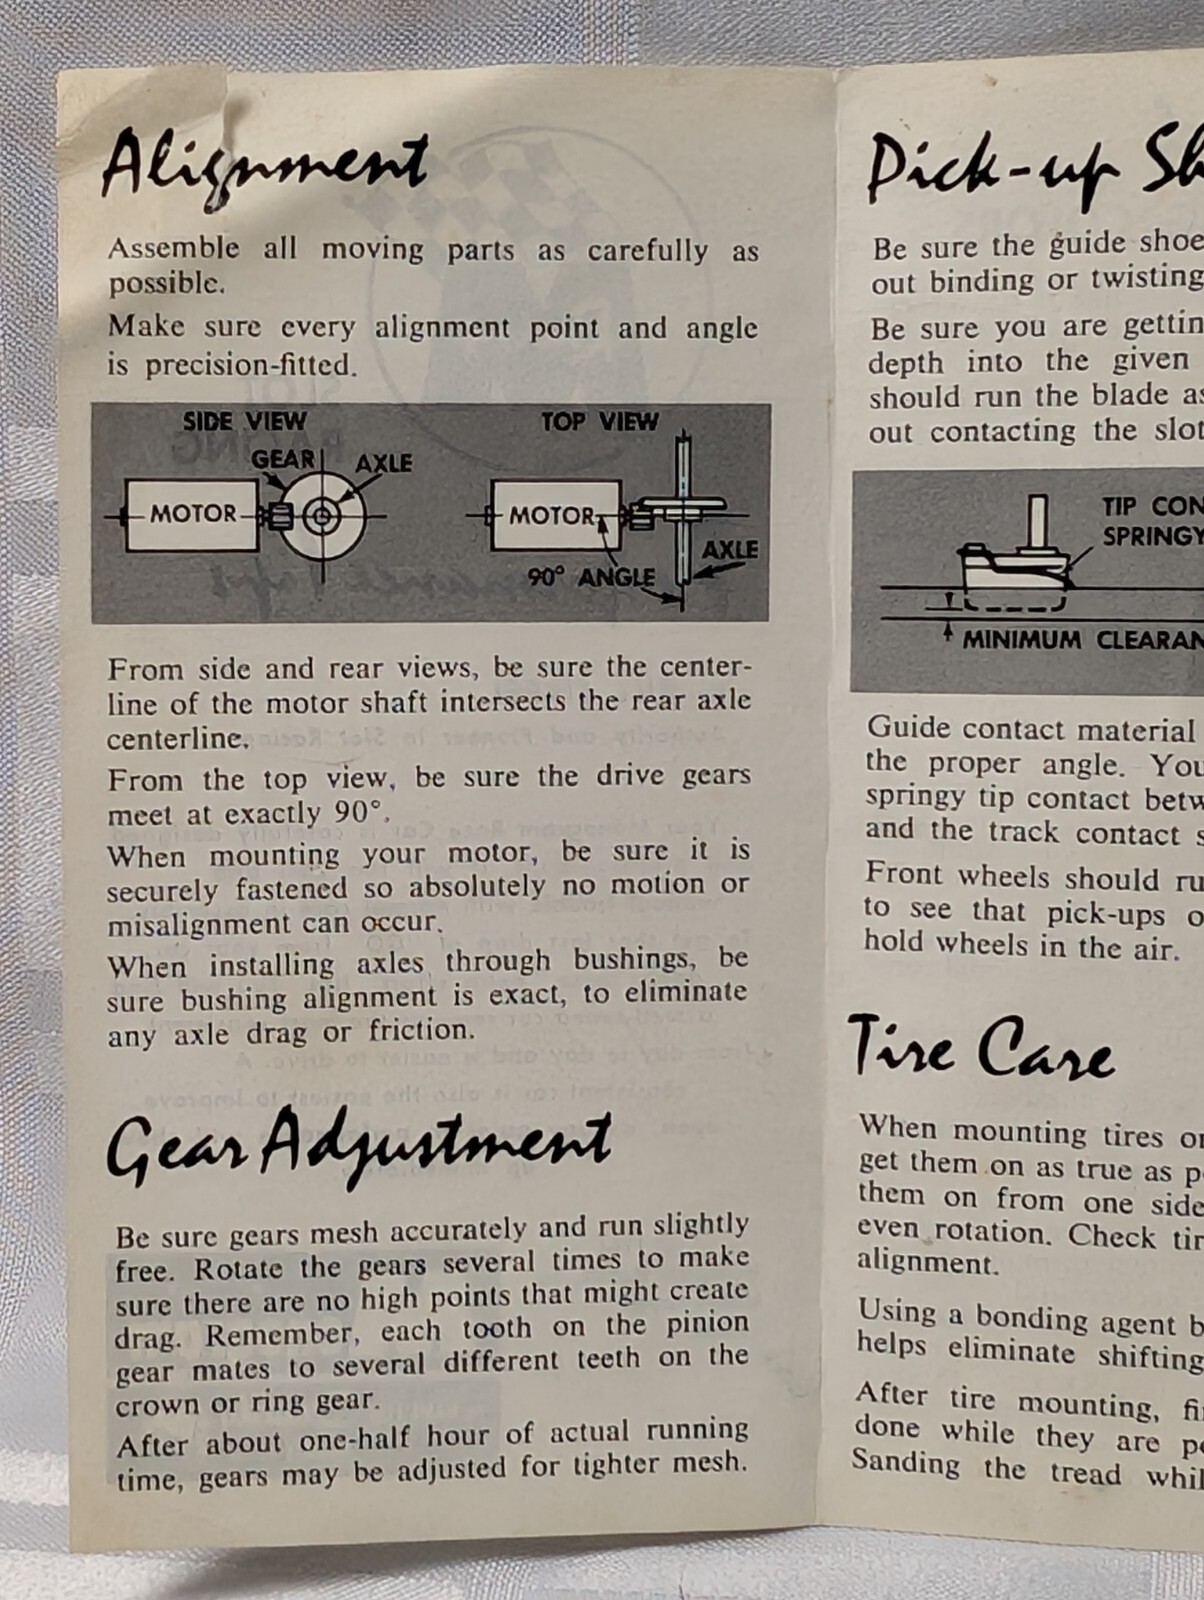 Alignment
Assemble all moving parts as carefully as
possible.
Make sure every alignment point and angle
is precision-fitted.
SIDE VIEW
TOP VIEW
GEAR
AXLE
MOTOR
MOTOR
AXLE
90° ANGLE
From side and rear views, be sure the center-
line of the motor shaft intersects the rear axle
centerline.
From the top view, be sure the drive gears
meet at exactly 90°.
When mounting your motor, be sure it is
securely fastened so absolutely no motion or
misalignment can occur.
When installing axles through bushings, be
sure bushing alignment is exact, to eliminate
any axle drag or friction.
Gear Adjustment
Be sure gears mesh accurately and run slightly
free. Rotate the gears several times to make
sure there are no high points that might create
drag. Remember, each tooth on the pinion
gear mates to several different teeth on the
crown or ring gear.
After about one-half hour of actual running
time, gears may be adjusted for tighter mesh.
Pick-up Sh
Be sure the guide shoe
out binding or twisting
Be sure you are gettin
depth into the given
should run the blade as
out contacting the slot
TIP CON
SPRINGY
MINIMUM CLEARAN
Guide contact material
the proper angle. You
springy tip contact betw
and the track contact s
Front wheels should ru
to see that pick-ups o
hold wheels in the air.
Tire Care
When mounting tires on
get them on as true as p
them on from one side
even rotation. Check tir
alignment.
Using a bonding agent b
helps eliminate shifting
After tire mounting, fi
done while they are pe
Sanding the tread whil